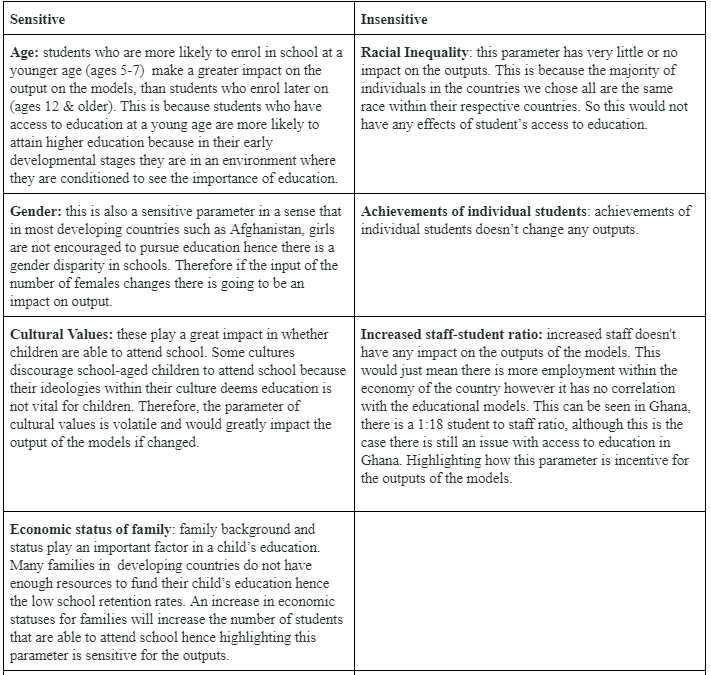 Sensitive
Insensitive
Age: students who are more likely to enrol in school at a
younger age (ages 5-7)  make a greater impact on the
output on the models, than students who enrol later on
(ages 12 & older). This is because students who have
access to education at a young age are more likely to
attain higher education because in their early
developmental stages they are in an environment where
they are conditioned to see the importance of education.
Racial Inequality: this parameter has very little or no
impact on the outputs. This is because the majority of
individuals in the countries we chose all are the same
race within their respective countries. So this would not
have any effects of student’s access to education.
Gender: this is also a sensitive parameter in a sense that
in most developing countries such as Afghanistan, girls
are not encouraged to pursue education hence there is a
gender disparity in schools. Therefore if the input of the
number of females changes there is going to be an
impact on output.
Achievements of individual students: achievements of
individual students doesn’t change any outputs.
Cultural Values: these play a great impact in whether
children are able to attend school. Some cultures
discourage school-aged children to attend school because
their ideologies within their culture deems education is
not vital for children. Therefore, the parameter of
cultural values is volatile and would greatly impact the
output of the models if changed.
Increased staff-student ratio: increased staff doesn't
have any impact on the outputs of the models. This
would just mean there is more employment within the
economy of the country however it has no correlation
with the educational models. This can be seen in Ghana,
there is a 1:18 student to staff ratio, although this is the
case there is still an issue with access to education in
Ghana. Highlighting how this parameter is incentive for
the outputs of the models.
Economic status of family: family background and
status play an important factor in a child’s education.
Many families in  developing countries do not have
enough resources to fund their child’s education hence
the low school retention rates. An increase in economic
statuses for families will increase the number of students
that are able to attend school hence highlighting this
parameter is sensitive for the outputs.